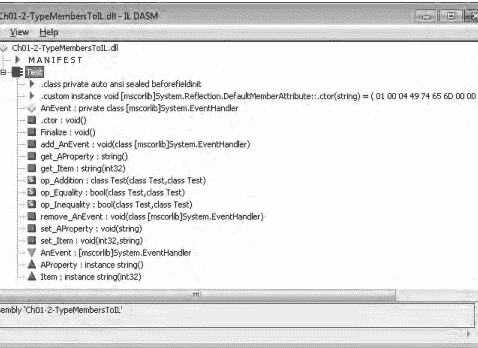 Ch01-2-TypeMembersToIL.dll - IL DASM
View Help
Ch01-2-TypeMembersToIL.dll
MANIFEST
Test
.class private auto ansi sealed beforefieldinit
.custom instance void [mscorlib]System.Reflection.DefaultMemberAttribute::.ctor(string) = ( 01 00 04 49 74 65 6D 00 00
AnEvent : private class [mscorlib]System.EventHandler
.ctor : void()
Finalize : void()
add_AnEvent : void(class [mscorlib]System.EventHandler)
get_AProperty : string()
get_Item : string(int32)
op_Addition : class Test(class Test,class Test)
op_Equality : bool(class Test,class Test)
op_Inequality : bool(class Test,class Test)
remove_AnEvent : void(class [mscorlib]System.EventHandler)
set_AProperty : void(string)
set_Item : void(int32,string)
AnEvent : [mscorlib]System.EventHandler
AProperty : instance string()
Item : instance string(int32)
sembly 'Ch01-2-TypeMembersToIL'